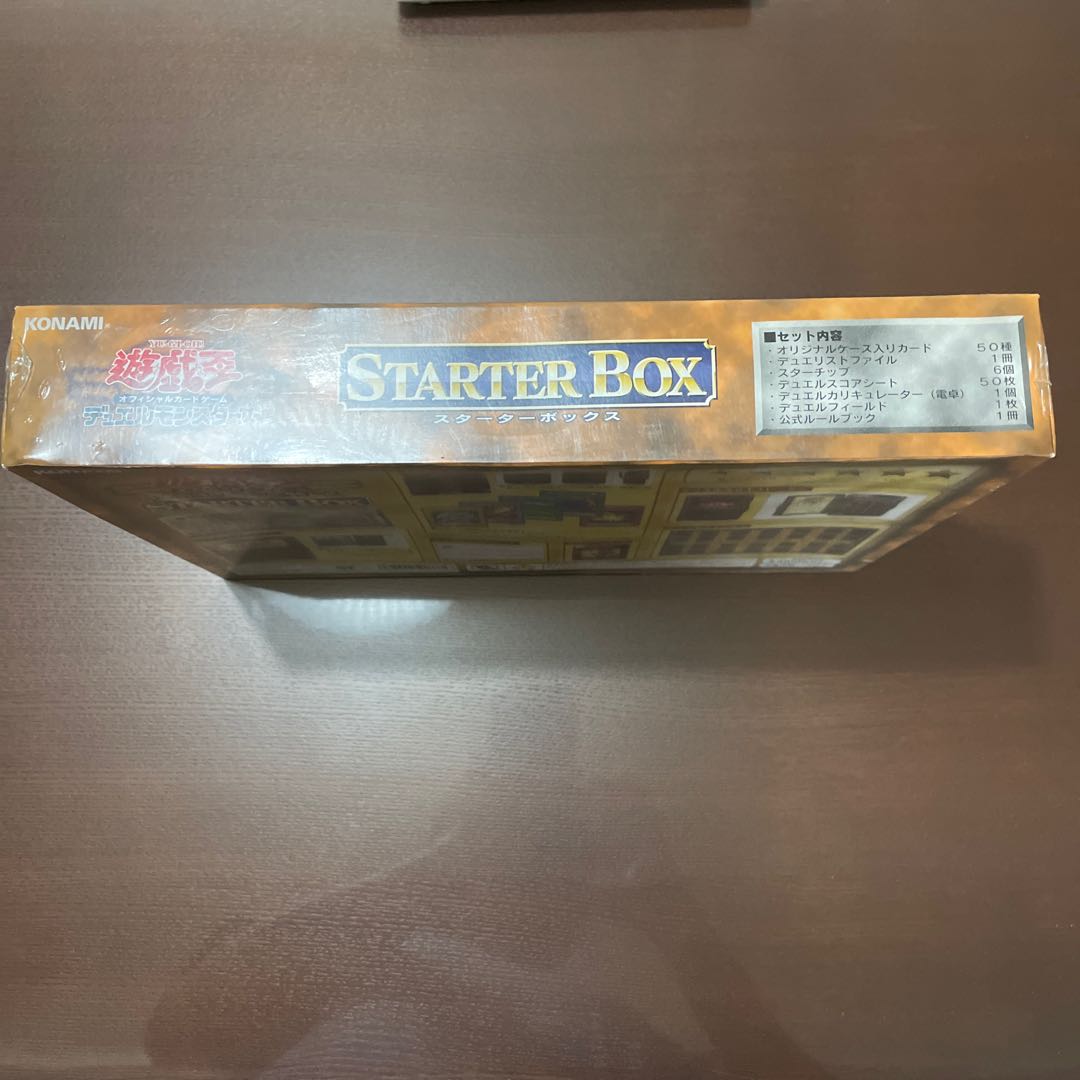 KONAMI
YU-GI-OH!
遊戯王
オフィシャルカードゲーム
デュエルモンスターズ
STARTER BOX
スターターボックス
■セット内容
・オリジナルケース入りカード 50種
・デュエリストファイル 1冊
・スターチップ 6個
・デュエルスコアシート 50枚
・デュエルカリキュレーター（電卓） 1個
・デュエルフィールド 1枚
・公式ルールブック 1冊
STARTER BOX